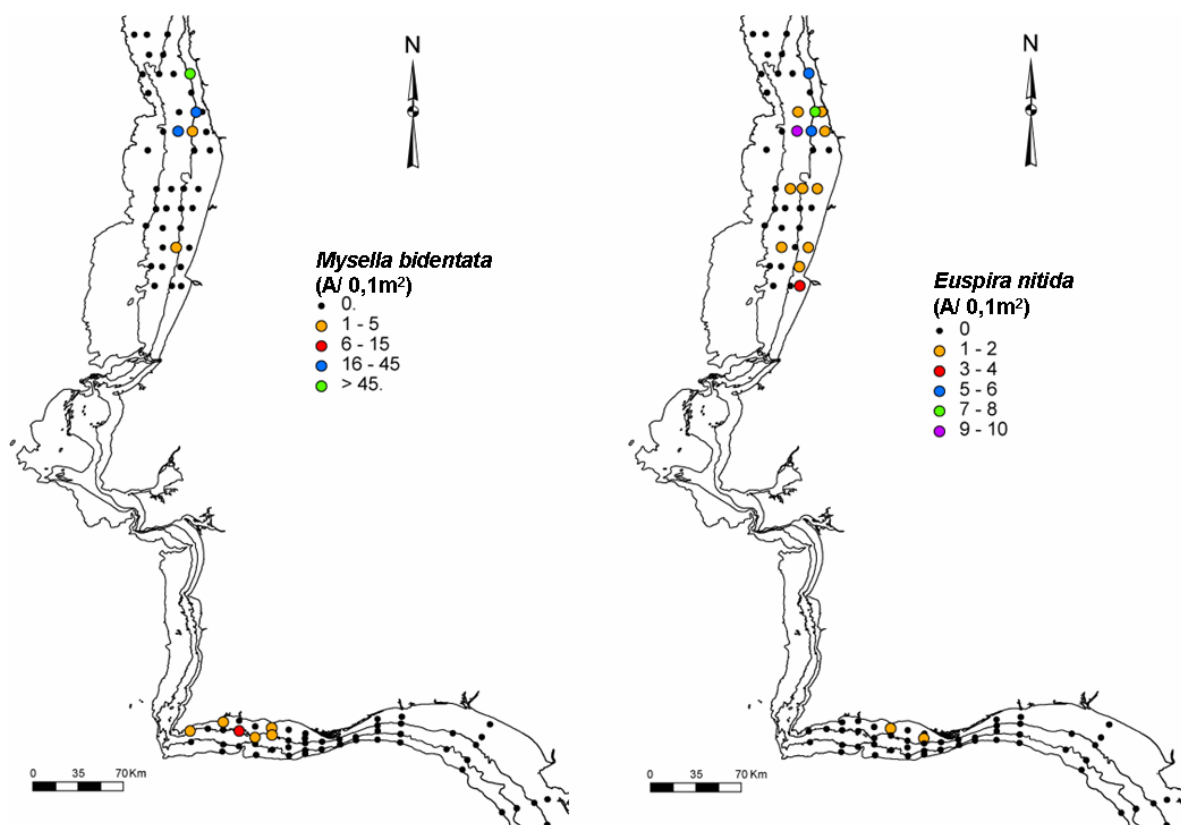 N
Mysella bidentata
(A/ 0,1m²)
0.
1 - 5
6 - 15
16 - 45
> 45.
0 35 70 Km
N
Euspira nitida
(A/ 0,1m²)
0
1 - 2
3 - 4
5 - 6
7 - 8
9 - 10
0 35 70 Km